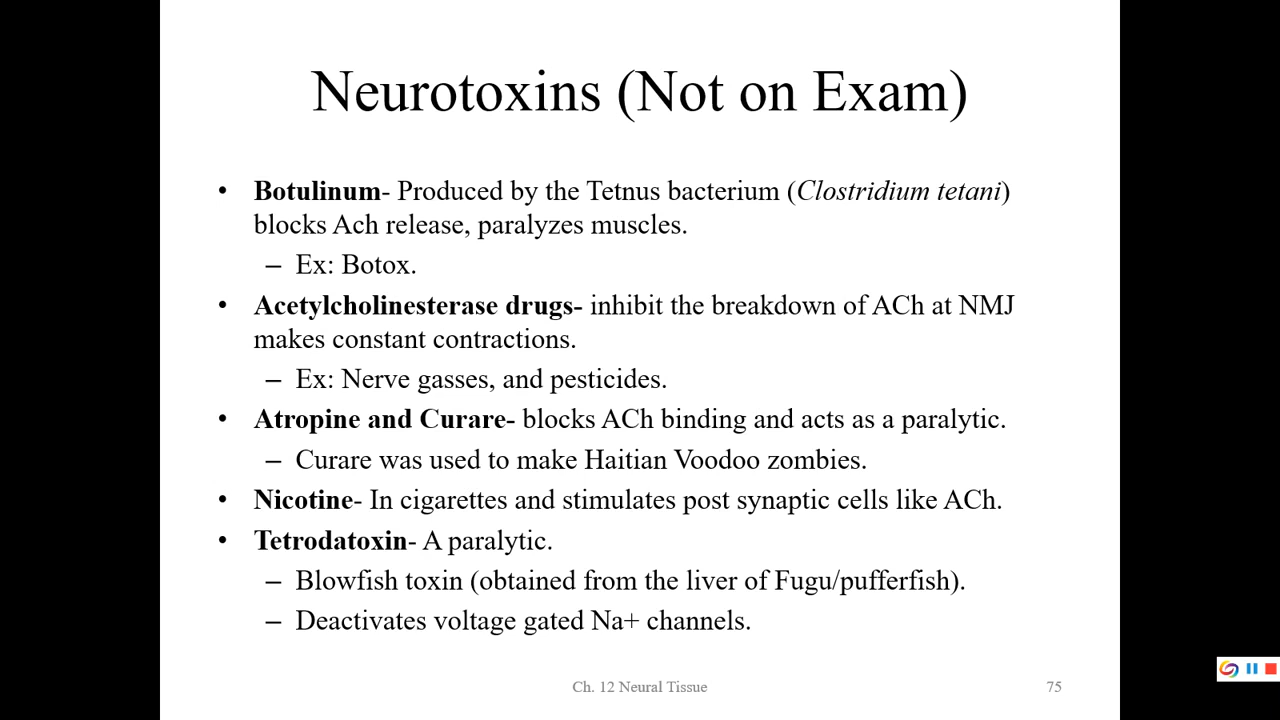 Neurotoxins (Not on Exam)
• Botulinum- Produced by the Tetnus bacterium (Clostridium tetani)
blocks Ach release, paralyzes muscles.
– Ex: Botox.
• Acetylcholinesterase drugs- inhibit the breakdown of ACh at NMJ
makes constant contractions.
– Ex: Nerve gasses, and pesticides.
• Atropine and Curare- blocks ACh binding and acts as a paralytic.
– Curare was used to make Haitian Voodoo zombies.
• Nicotine- In cigarettes and stimulates post synaptic cells like ACh.
• Tetrodatoxin- A paralytic.
– Blowfish toxin (obtained from the liver of Fugu/pufferfish).
– Deactivates voltage gated Na+ channels.
Ch. 12 Neural Tissue
75